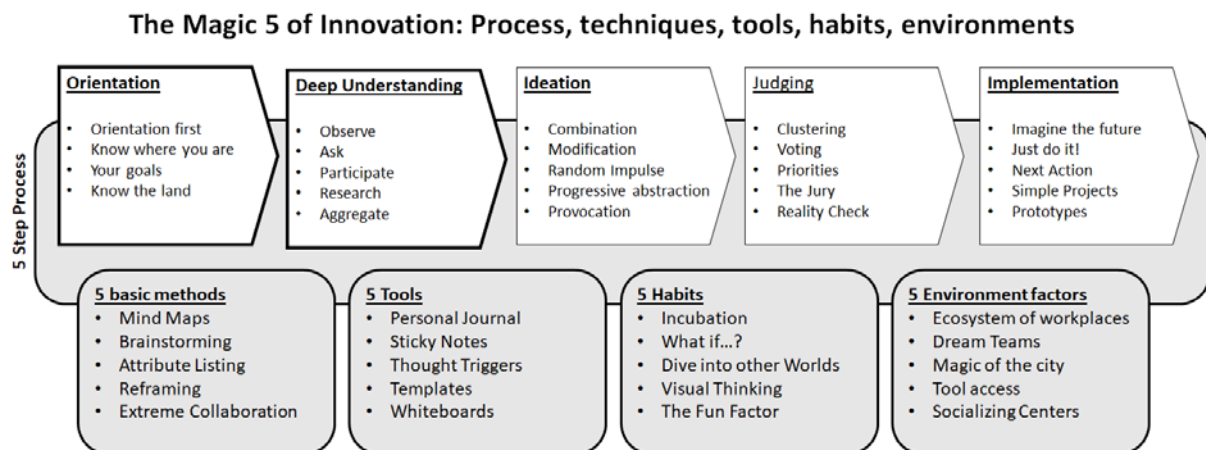 The Magic 5 of Innovation: Process, techniques, tools, habits, environments
5 Step Process
Orientation
• Orientation first
• Know where you are
• Your goals
• Know the land
Deep Understanding
• Observe
• Ask
• Participate
• Research
• Aggregate
Ideation
• Combination
• Modification
• Random Impulse
• Progressive abstraction
• Provocation
Judging
• Clustering
• Voting
• Priorities
• The Jury
• Reality Check
Implementation
• Imagine the future
• Just do it!
• Next Action
• Simple Projects
• Prototypes
5 basic methods
• Mind Maps
• Brainstorming
• Attribute Listing
• Reframing
• Extreme Collaboration
5 Tools
• Personal Journal
• Sticky Notes
• Thought Triggers
• Templates
• Whiteboards
5 Habits
• Incubation
• What if...?
• Dive into other Worlds
• Visual Thinking
• The Fun Factor
5 Environment factors
• Ecosystem of workplaces
• Dream Teams
• Magic of the city
• Tool access
• Socializing Centers